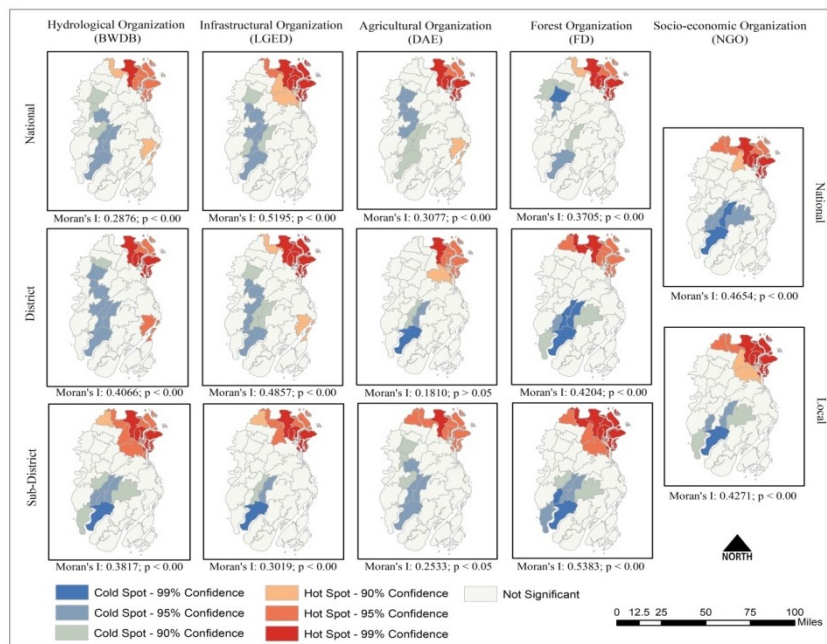 Hydrological Organization
(BWDB)
Infrastructural Organization
(LGED)
Agricultural Organization
(DAE)
Forest Organization
(FD)
Socio-economic Organization
(NGO)
National
Moran's I: 0.2876; p < 0.00
Moran's I: 0.5195; p < 0.00
Moran's I: 0.3077; p < 0.00
Moran's I: 0.3705; p < 0.00
National
Moran's I: 0.4654; p < 0.00
District
Moran's I: 0.4066; p < 0.00
Moran's I: 0.4857; p < 0.00
Moran's I: 0.1810; p > 0.05
Moran's I: 0.4204; p < 0.00
Local
Moran's I: 0.4271; p < 0.00
Sub-District
Moran's I: 0.3817; p < 0.00
Moran's I: 0.3019; p < 0.00
Moran's I: 0.2533; p < 0.05
Moran's I: 0.5383; p < 0.00
NORTH
Cold Spot - 99% Confidence
Cold Spot - 95% Confidence
Cold Spot - 90% Confidence
Hot Spot - 90% Confidence
Hot Spot - 95% Confidence
Hot Spot - 99% Confidence
Not Significant
0 12.5 25 50 75 100
Miles